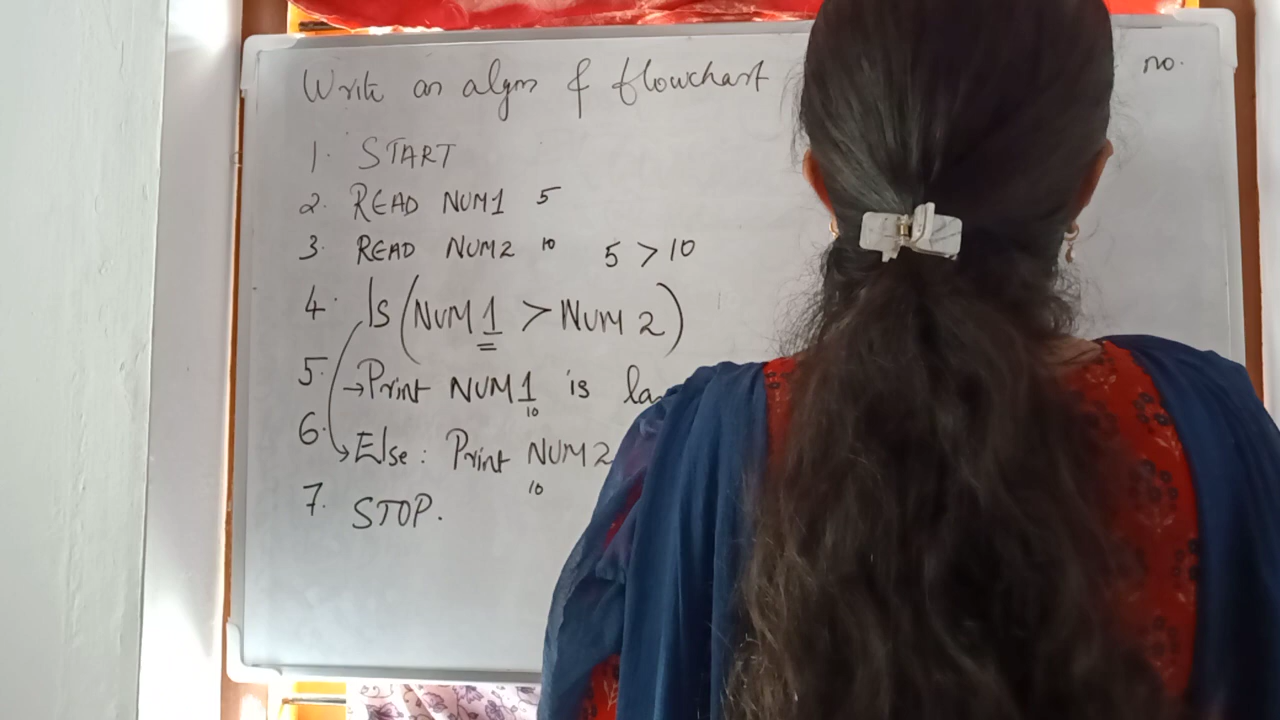 Write an algm & flowchart no.
1. START
2. READ NUM1 5
3. READ NUM2 10 5 > 10
4. Is (NUM1 > NUM2)
5. →Print NUM1 is la
10
6. Else : Print NUM2
10
7. STOP.